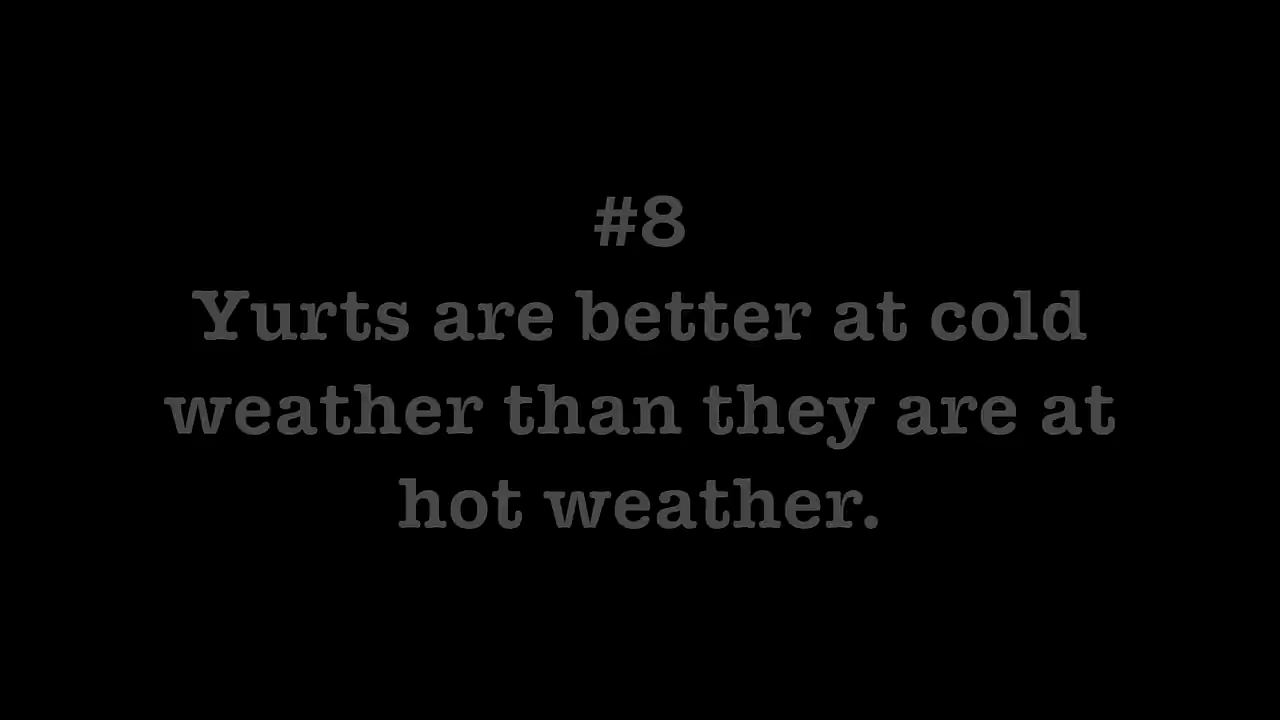 #8
Yurts are better at cold
weather than they are at
hot weather.